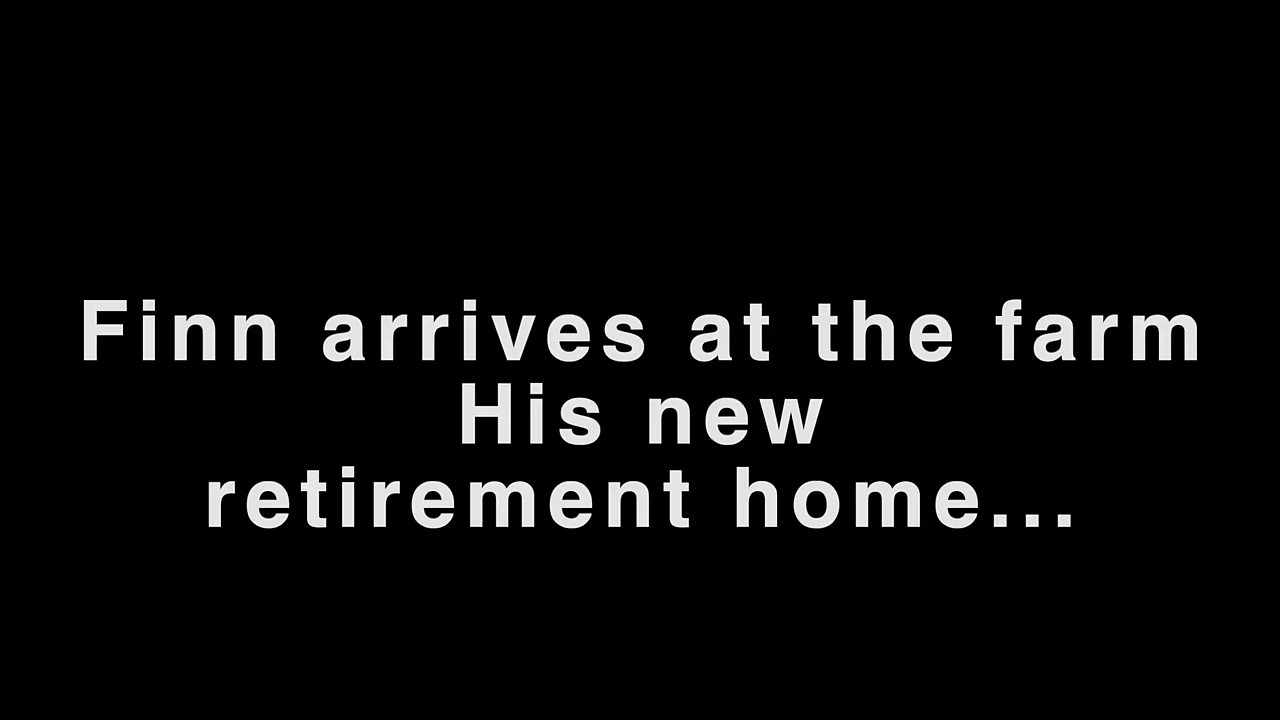 Finn arrives at the farm
His new
retirement home...